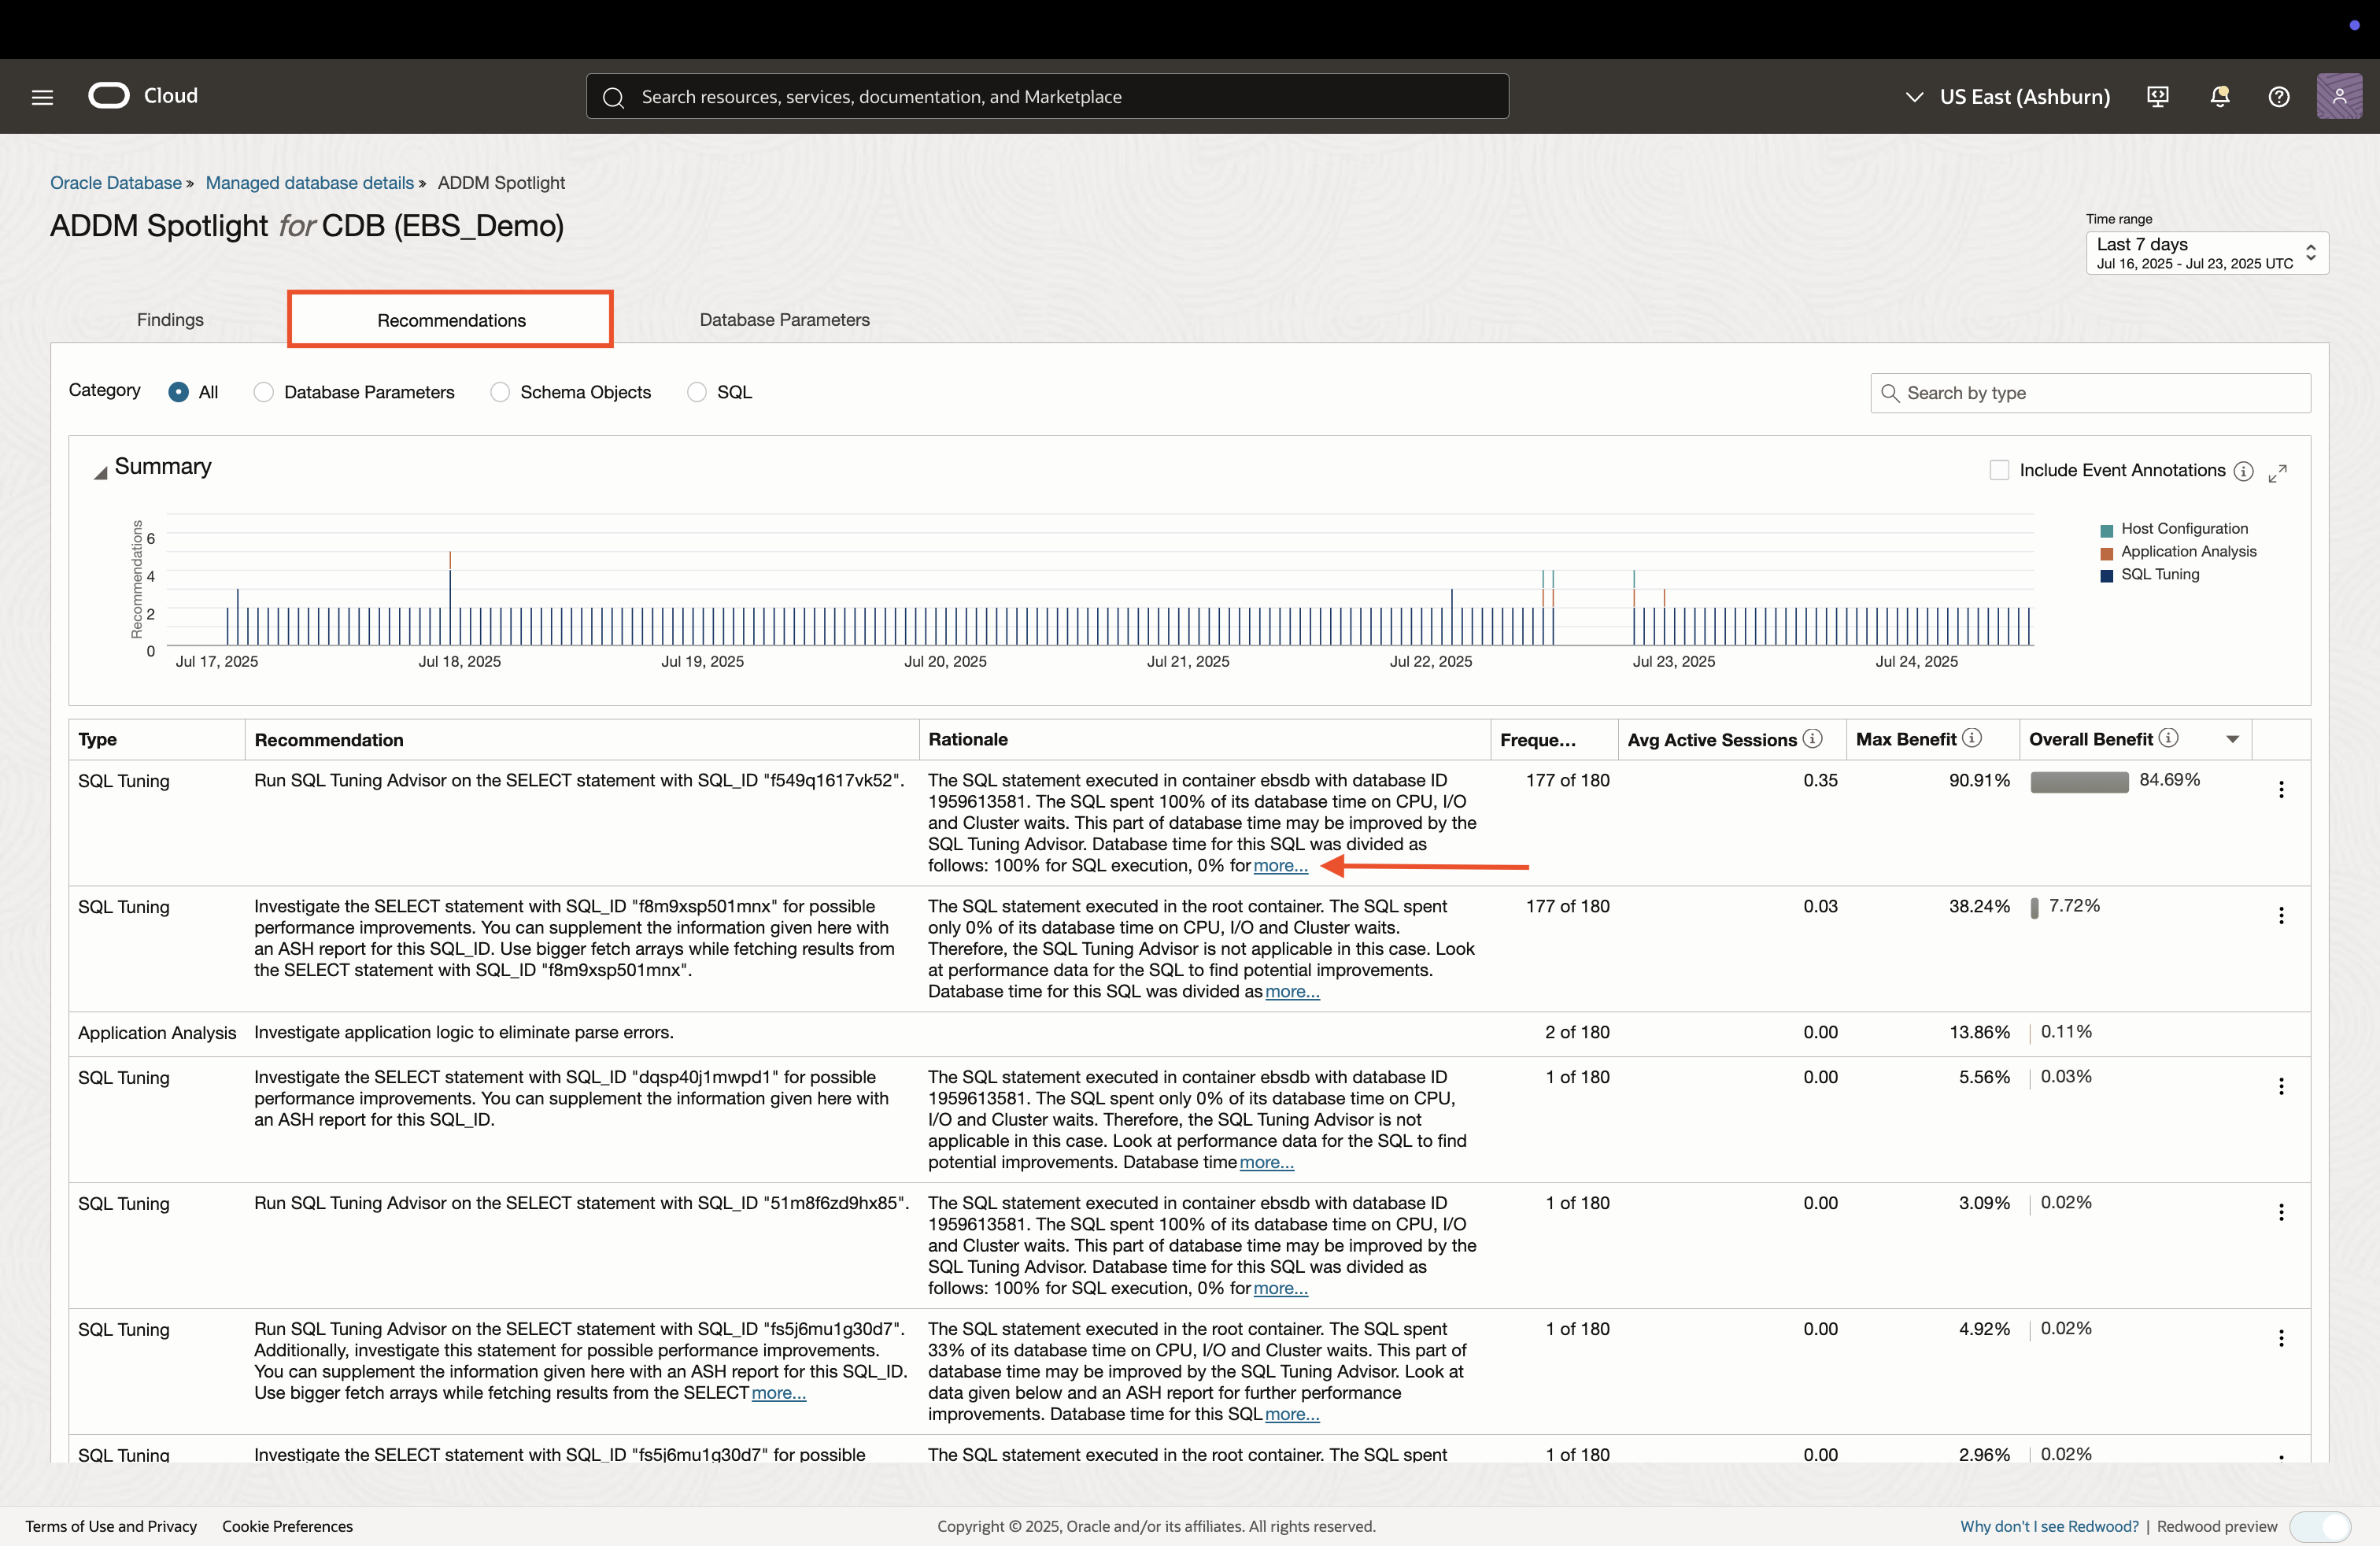 Cloud
Search resources, services, documentation, and Marketplace
US East (Ashburn)
Oracle Database » Managed database details » ADDM Spotlight
ADDM Spotlight for CDB (EBS_Demo)
Time range
Last 7 days
Jul 16, 2025 - Jul 23, 2025 UTC
Findings
Recommendations
Database Parameters
Category
All
Database Parameters
Schema Objects
SQL
Search by type
Summary
Include Event Annotations
Recommendations
6
4
2
0
Jul 17, 2025
Jul 18, 2025
Jul 19, 2025
Jul 20, 2025
Jul 21, 2025
Jul 22, 2025
Jul 23, 2025
Jul 24, 2025
Host Configuration
Application Analysis
SQL Tuning
Type
Recommendation
Rationale
Freque...
Avg Active Sessions
Max Benefit
Overall Benefit
SQL Tuning
Run SQL Tuning Advisor on the SELECT statement with SQL_ID "f549q1617vk52".
The SQL statement executed in container ebsdb with database ID
1959613581. The SQL spent 100% of its database time on CPU, I/O
and Cluster waits. This part of database time may be improved by the
SQL Tuning Advisor. Database time for this SQL was divided as
follows: 100% for SQL execution, 0% for more...
177 of 180
0.35
90.91%
84.69%
SQL Tuning
Investigate the SELECT statement with SQL_ID "f8m9xsp501mnx" for possible
performance improvements. You can supplement the information given here with
an ASH report for this SQL_ID. Use bigger fetch arrays while fetching results from
the SELECT statement with SQL_ID "f8m9xsp501mnx".
The SQL statement executed in the root container. The SQL spent
only 0% of its database time on CPU, I/O and Cluster waits.
Therefore, the SQL Tuning Advisor is not applicable in this case. Look
at performance data for the SQL to find potential improvements.
Database time for this SQL was divided as more...
177 of 180
0.03
38.24%
7.72%
Application Analysis
Investigate application logic to eliminate parse errors.
2 of 180
0.00
13.86%
0.11%
SQL Tuning
Investigate the SELECT statement with SQL_ID "dqsp40j1mwpd1" for possible
performance improvements. You can supplement the information given here with
an ASH report for this SQL_ID.
The SQL statement executed in container ebsdb with database ID
1959613581. The SQL spent only 0% of its database time on CPU,
I/O and Cluster waits. Therefore, the SQL Tuning Advisor is not
applicable in this case. Look at performance data for the SQL to find
potential improvements. Database time more...
1 of 180
0.00
5.56%
0.03%
SQL Tuning
Run SQL Tuning Advisor on the SELECT statement with SQL_ID "51m8f6zd9hx85".
The SQL statement executed in container ebsdb with database ID
1959613581. The SQL spent 100% of its database time on CPU, I/O
and Cluster waits. This part of database time may be improved by the
SQL Tuning Advisor. Database time for this SQL was divided as
follows: 100% for SQL execution, 0% for more...
1 of 180
0.00
3.09%
0.02%
SQL Tuning
Run SQL Tuning Advisor on the SELECT statement with SQL_ID "fs5j6mu1g30d7".
Additionally, investigate this statement for possible performance improvements.
You can supplement the information given here with an ASH report for this SQL_ID.
Use bigger fetch arrays while fetching results from the SELECT more...
The SQL statement executed in the root container. The SQL spent
33% of its database time on CPU, I/O and Cluster waits. This part of
database time may be improved by the SQL Tuning Advisor. Look at
data given below and an ASH report for further performance
improvements. Database time for this SQL more...
1 of 180
0.00
4.92%
0.02%
SQL Tuning
Investigate the SELECT statement with SQL_ID "fs5j6mu1g30d7" for possible
The SQL statement executed in the root container. The SQL spent
1 of 180
0.00
2.96%
0.02%
Terms of Use and Privacy
Cookie Preferences
Copyright © 2025, Oracle and/or its affiliates. All rights reserved.
Why don't I see Redwood? | Redwood preview